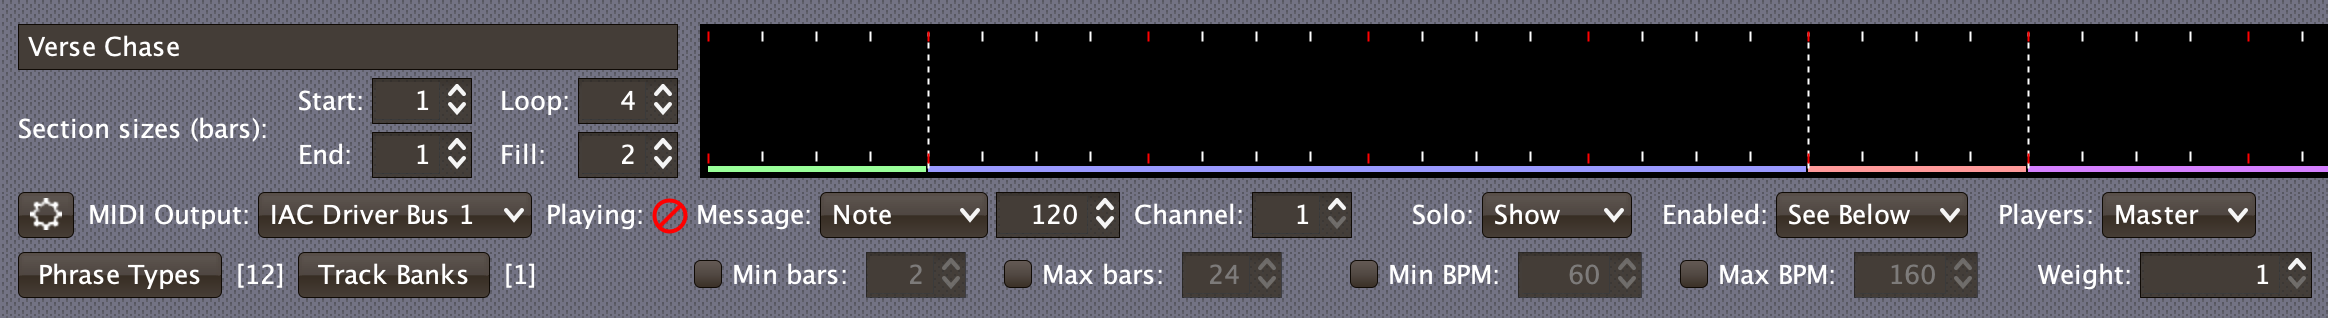 Verse Chase
Start: 1 Loop: 4
Section sizes (bars):
End: 1 Fill: 2
MIDI Output: IAC Driver Bus 1 Playing: Message: Note 120 Channel: 1 Solo: Show Enabled: See Below Players: Master
Phrase Types [12] Track Banks [1] Min bars: 2 Max bars: 24 Min BPM: 60 Max BPM: 160 Weight: 1